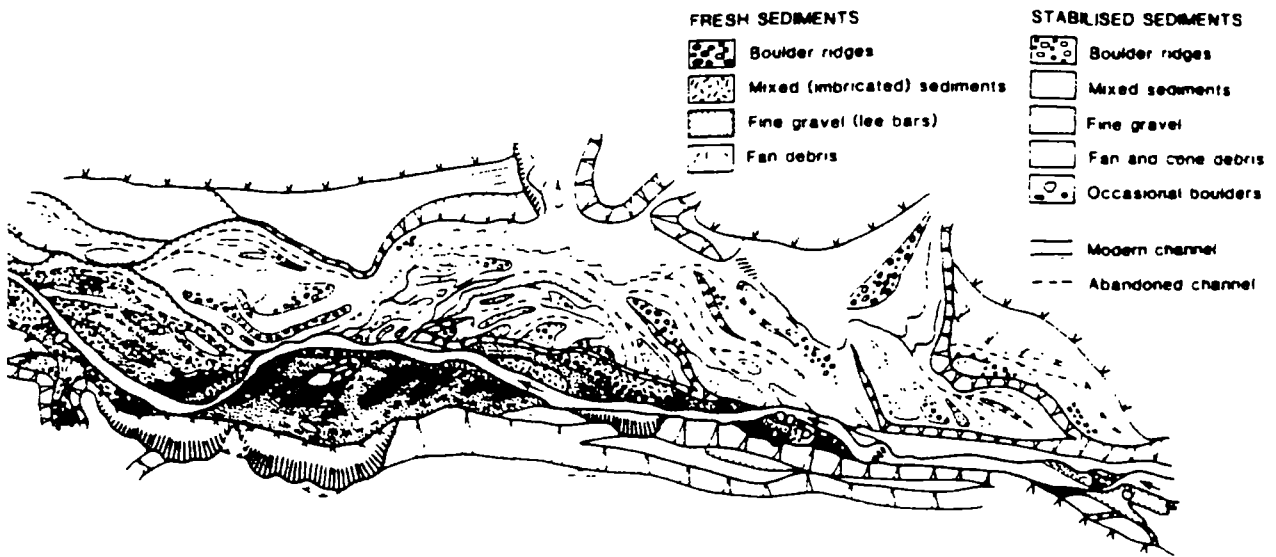 FRESH SEDIMENTS
Boulder ridges
Mixed (imbricated) sediments
Fine gravel (lee bars)
Fan debris
STABILISED SEDIMENTS
Boulder ridges
Mixed sediments
Fine gravel
Fan and cone debris
Occasional boulders
Modern channel
Abandoned channel